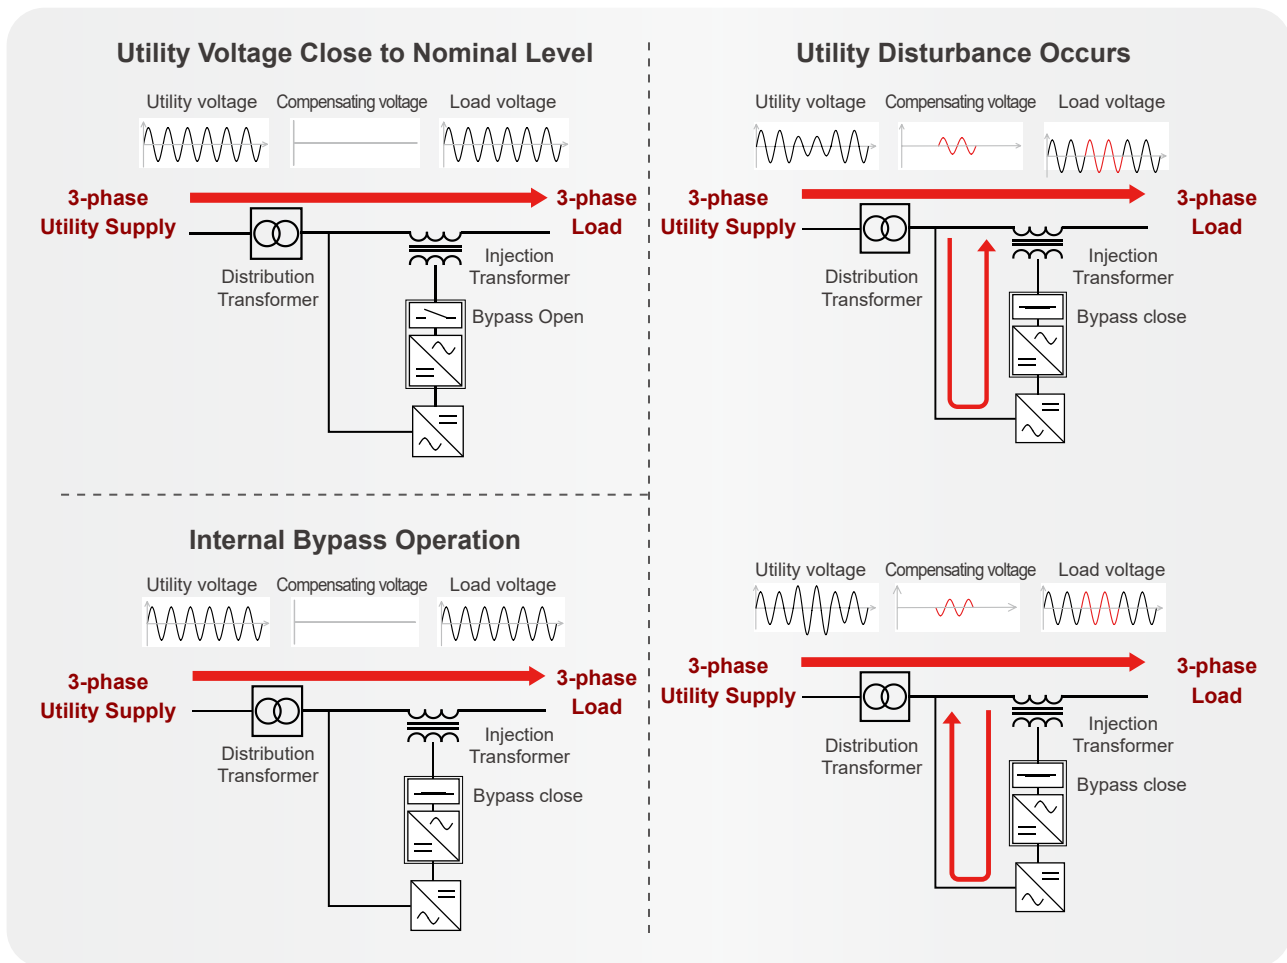 Utility Voltage Close to Nominal Level
Utility voltage
Compensating voltage
Load voltage
3-phase
Utility Supply
3-phase
Load
Distribution
Transformer
Injection
Transformer
Bypass Open
Utility Disturbance Occurs
Utility voltage
Compensating voltage
Load voltage
3-phase
Utility Supply
3-phase
Load
Distribution
Transformer
Injection
Transformer
Bypass close
Internal Bypass Operation
Utility voltage
Compensating voltage
Load voltage
3-phase
Utility Supply
3-phase
Load
Distribution
Transformer
Injection
Transformer
Bypass close
Utility voltage
Compensating voltage
Load voltage
3-phase
Utility Supply
3-phase
Load
Distribution
Transformer
Injection
Transformer
Bypass close